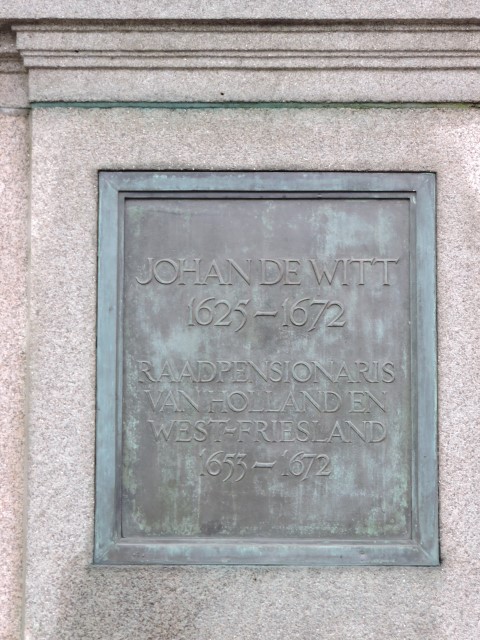 JOHAN DE WITT
1625–1672
RAADPENSIONARIS
VAN HOLLAND EN
WEST-FRIESLAND
1653–1672